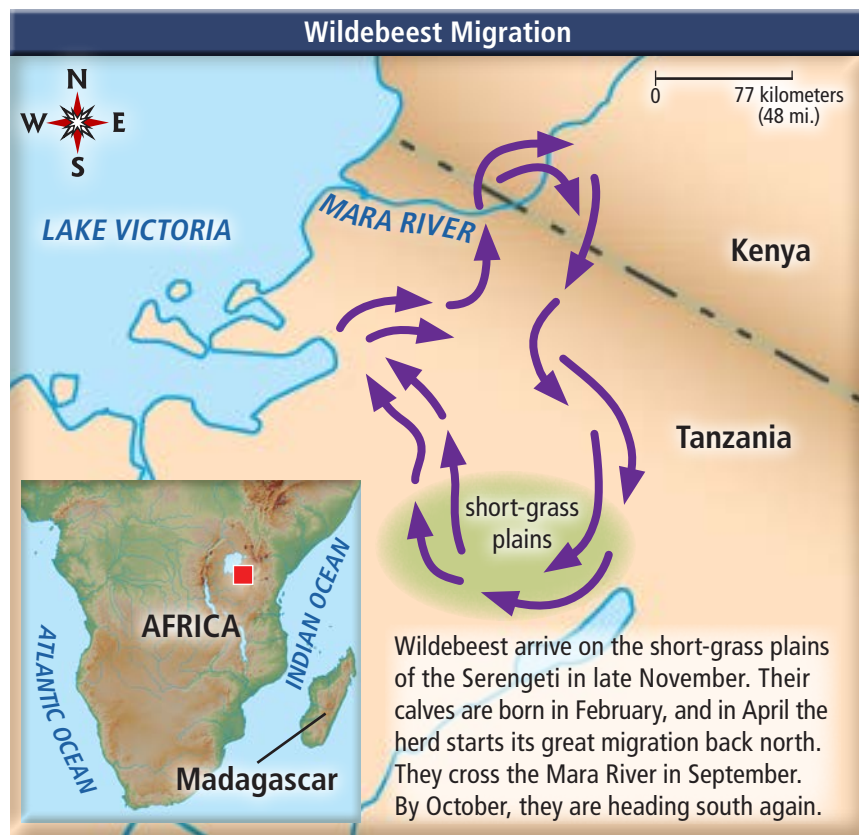 Wildebeest Migration
N
W E
S
0 77 kilometers
(48 mi.)
LAKE VICTORIA
MARA RIVER
Kenya
Tanzania
short-grass
plains
AFRICA
ATLANTIC OCEAN
INDIAN OCEAN
Madagascar
Wildebeest arrive on the short-grass plains
of the Serengeti in late November. Their
calves are born in February, and in April the
herd starts its great migration back north.
They cross the Mara River in September.
By October, they are heading south again.